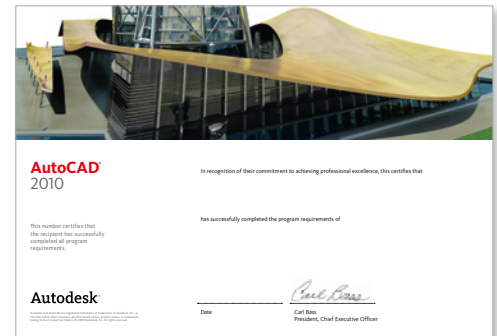 AutoCAD®
2010
In recognition of their commitment to achieving professional excellence, this certifies that
has successfully completed the program requirements of
This number certifies that
the recipient has successfully
completed all program
requirements.
Autodesk®
Carl Bass
Date
Carl Bass
President, Chief Executive Officer